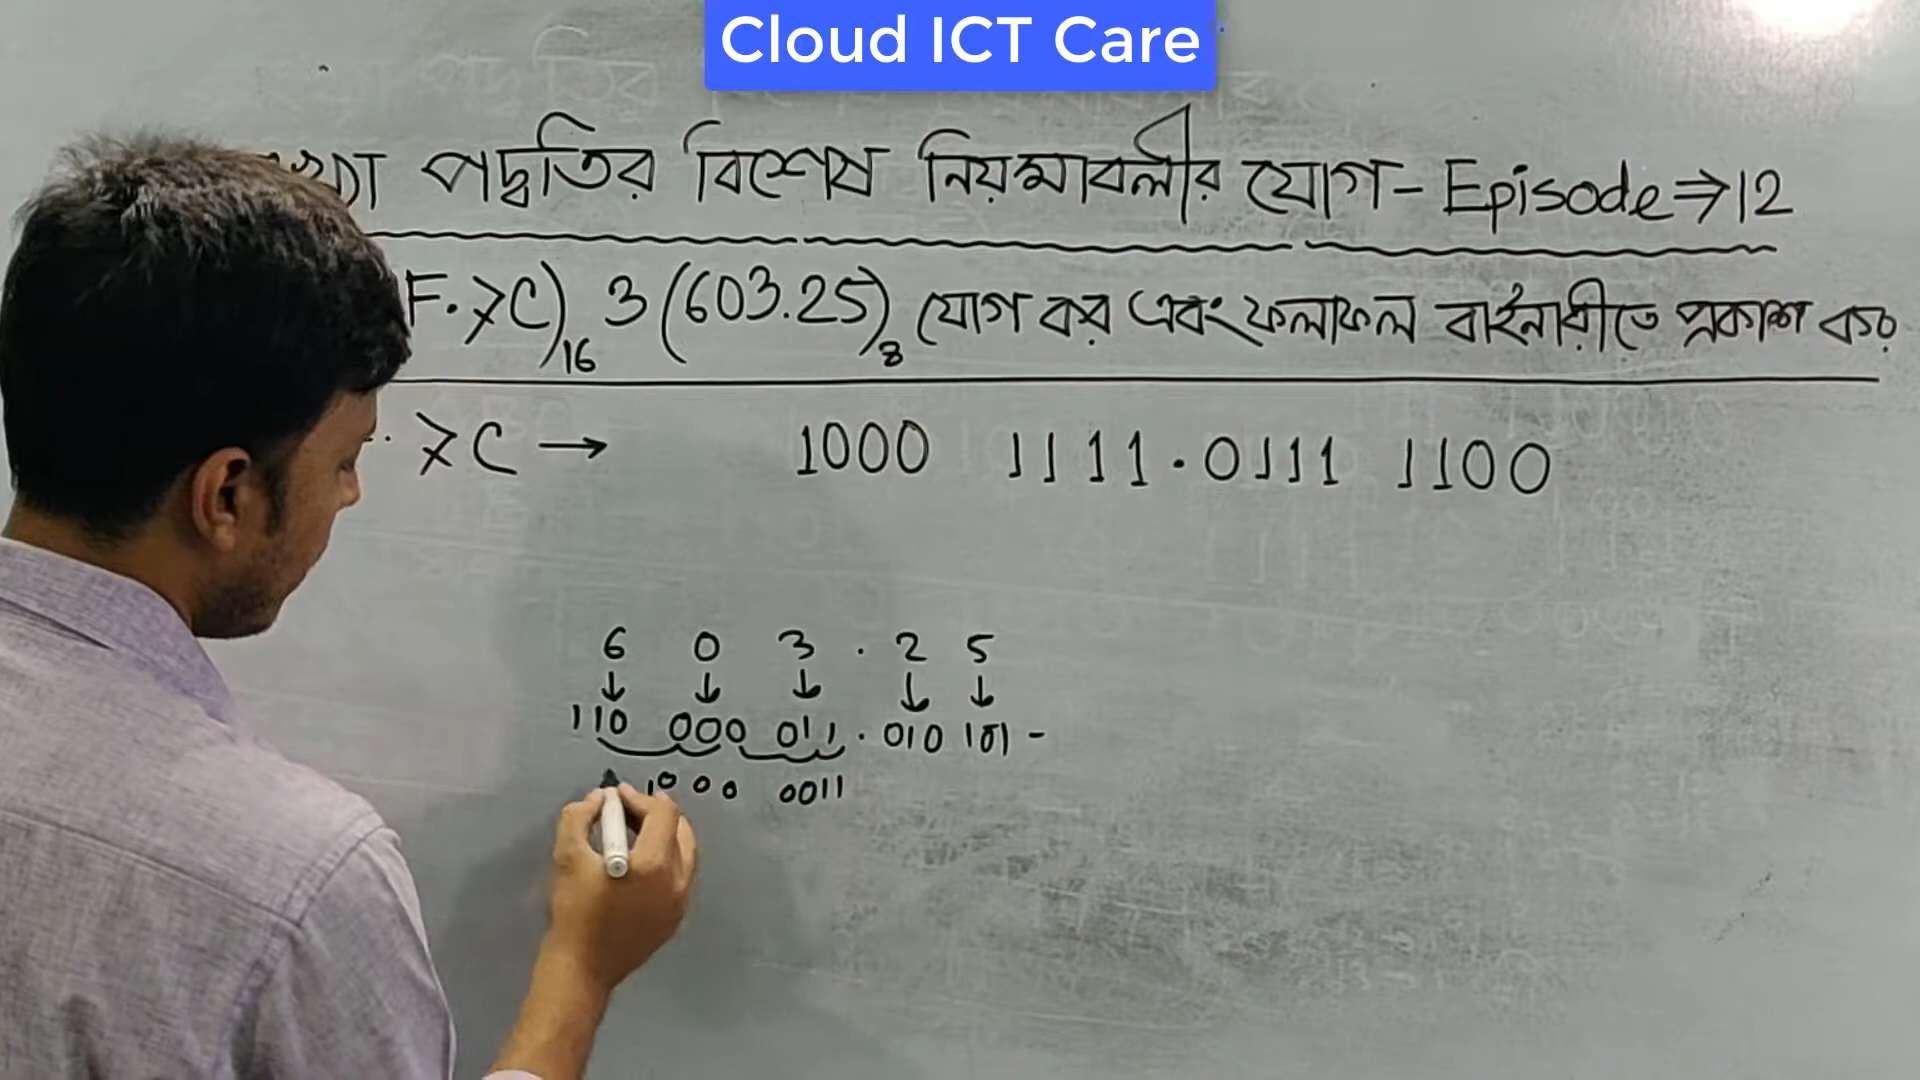 Cloud ICT Care
পদ্ধতির বিশেষ নিয়মাবলীর যোগ - Episode ⇒ 12
F.7C)₁₆ ও (603.25)₈ যোগ কর এবং ফলাফল বাইনারীতে প্রকাশ কর
7C → 1000 1111.0111 1100
6 0 3 . 2 5
↓ ↓ ↓ ↓ ↓
110 000 011 . 010 101 -
1000 0011